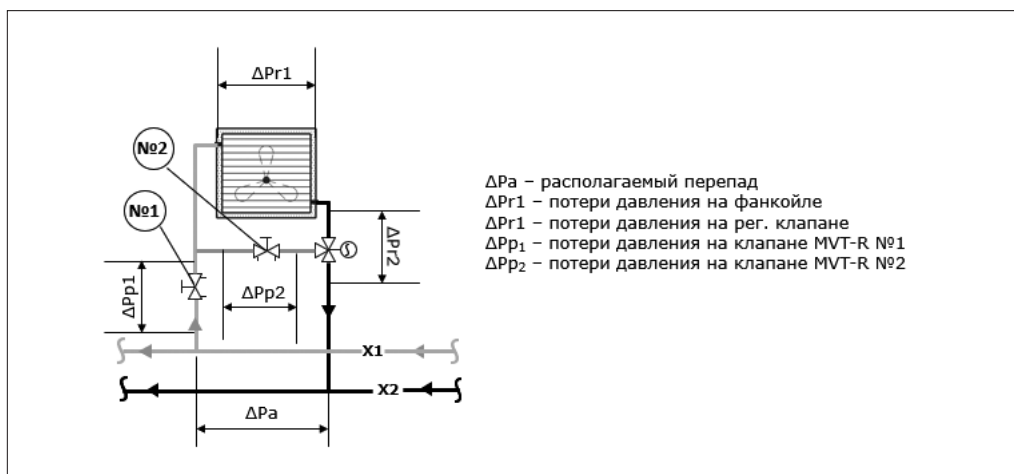 ΔPr1
№2
№1
ΔPr2
ΔPp1
ΔPp2
X1
X2
ΔPa
ΔPa – располагаемый перепад
ΔPr1 – потери давления на фанкойле
ΔPr1 – потери давления на рег. клапане
ΔPp₁ – потери давления на клапане MVT-R №1
ΔPp₂ – потери давления на клапане MVT-R №2